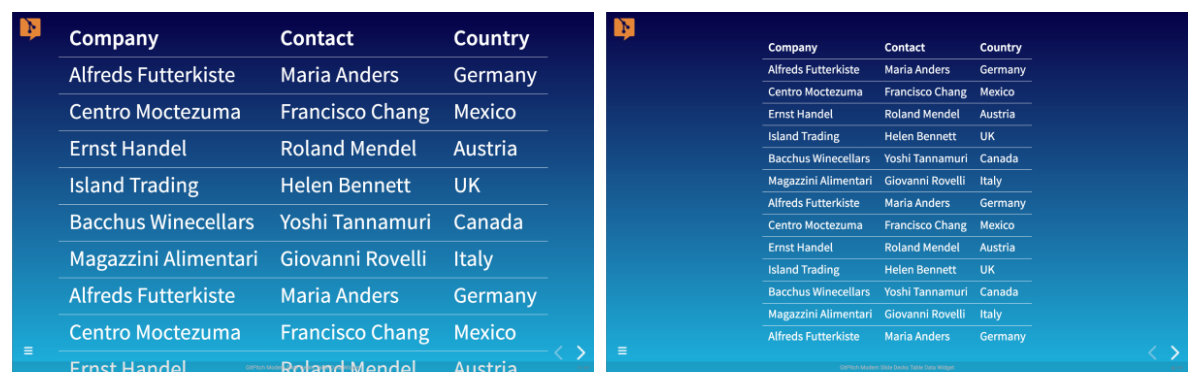 Company Contact Country
Alfreds Futterkiste Maria Anders Germany
Centro Moctezuma Francisco Chang Mexico
Ernst Handel Roland Mendel Austria
Island Trading Helen Bennett UK
Bacchus Winecellars Yoshi Tannamuri Canada
Magazzini Alimentari Giovanni Rovelli Italy
Alfreds Futterkiste Maria Anders Germany
Centro Moctezuma Francisco Chang Mexico
Ernst Handel Roland Mendel Austria
GitPitch Modern
Company Contact Country
Alfreds Futterkiste Maria Anders Germany
Centro Moctezuma Francisco Chang Mexico
Ernst Handel Roland Mendel Austria
Island Trading Helen Bennett UK
Bacchus Winecellars Yoshi Tannamuri Canada
Magazzini Alimentari Giovanni Rovelli Italy
Alfreds Futterkiste Maria Anders Germany
Centro Moctezuma Francisco Chang Mexico
Ernst Handel Roland Mendel Austria
Island Trading Helen Bennett UK
Bacchus Winecellars Yoshi Tannamuri Canada
Magazzini Alimentari Giovanni Rovelli Italy
Alfreds Futterkiste Maria Anders Germany
GitPitch Modern Slide Decks Table Data Widget